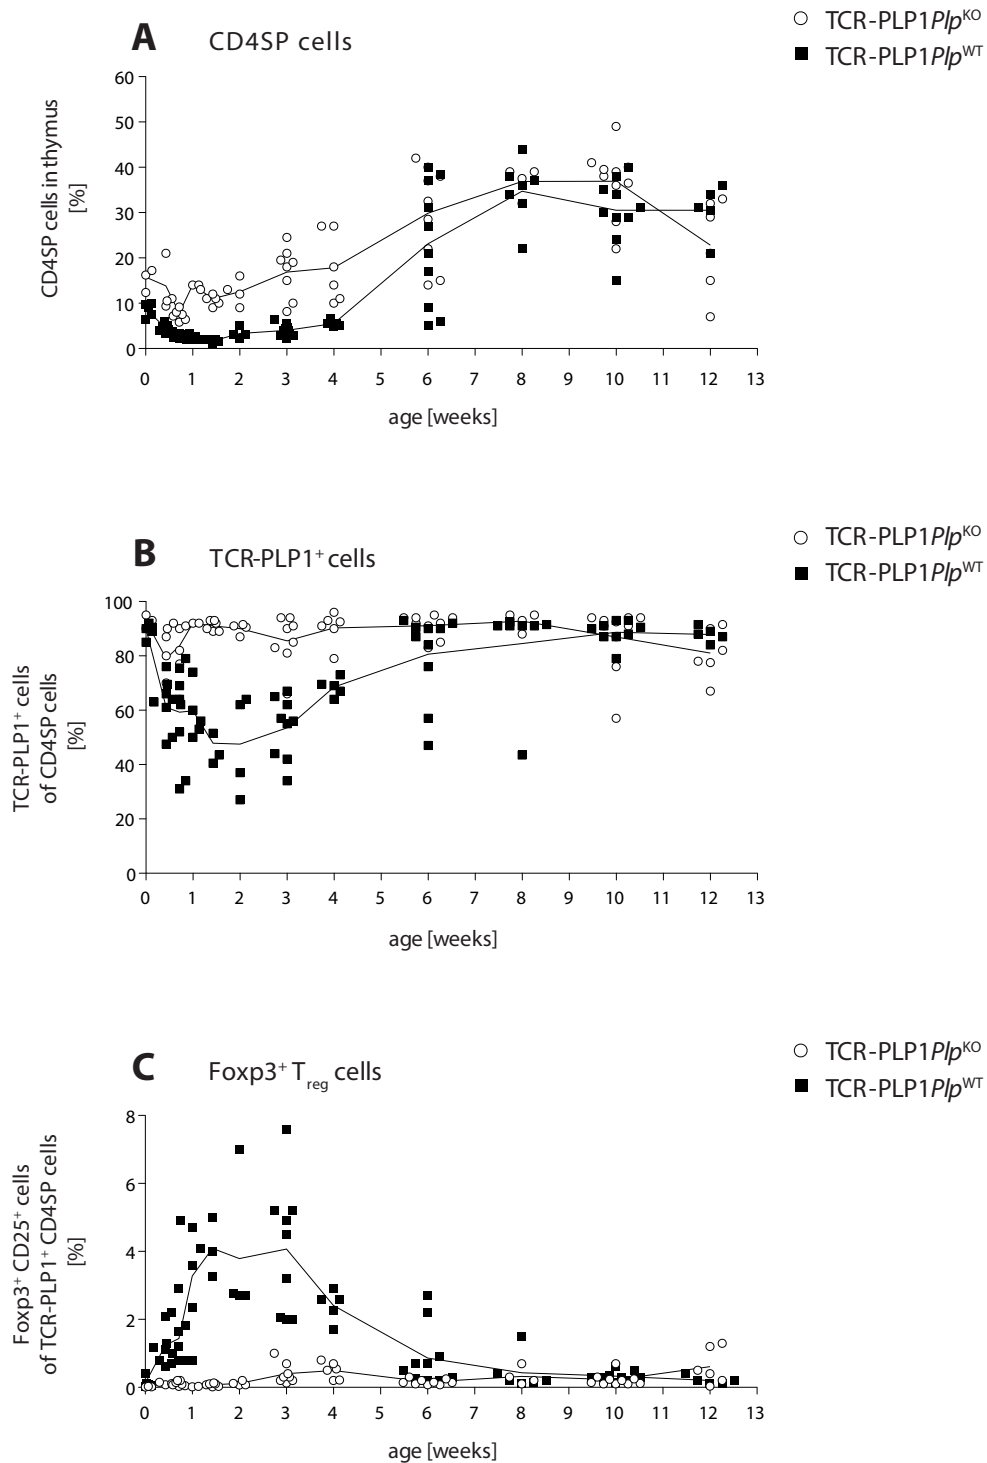 A CD4SP cells
TCR-PLP1Plp^KO
TCR-PLP1Plp^WT
CD4SP cells in thymus
[%]
60
50
40
30
20
10
0
0 1 2 3 4 5 6 7 8 9 10 11 12 13
age [weeks]
B TCR-PLP1⁺ cells
TCR-PLP1Plp^KO
TCR-PLP1Plp^WT
TCR-PLP1⁺ cells
of CD4SP cells
[%]
100
80
60
40
20
0
0 1 2 3 4 5 6 7 8 9 10 11 12 13
age [weeks]
C Foxp3⁺ T_reg cells
TCR-PLP1Plp^KO
TCR-PLP1Plp^WT
Foxp3⁺ CD25⁺ cells
of TCR-PLP1⁺ CD4SP cells
[%]
8
6
4
2
0
0 1 2 3 4 5 6 7 8 9 10 11 12 13
age [weeks]